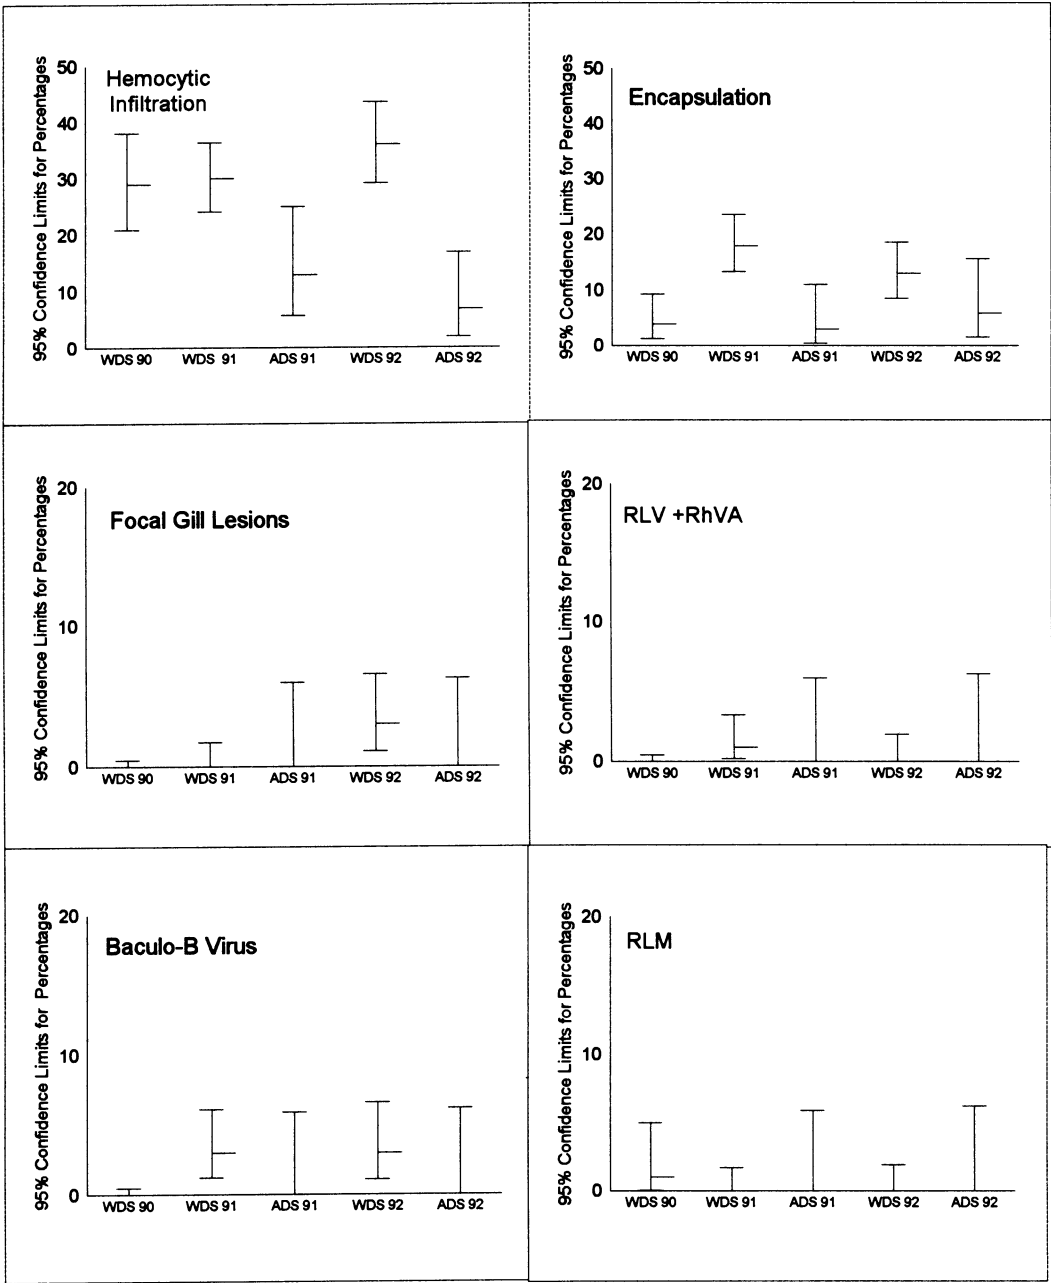 95% Confidence Limits for Percentages
Hemocytic
Infiltration
50
40
30
20
10
0
WDS 90 WDS 91 ADS 91 WDS 92 ADS 92
95% Confidence Limits for Percentages
Encapsulation
50
40
30
20
10
0
WDS 90 WDS 91 ADS 91 WDS 92 ADS 92
95% Confidence Limits for Percentages
Focal Gill Lesions
20
10
0
WDS 90 WDS 91 ADS 91 WDS 92 ADS 92
95% Confidence Limits for Percentages
RLV +RhVA
20
10
0
WDS 90 WDS 91 ADS 91 WDS 92 ADS 92
95% Confidence Limits for Percentages
Baculo-B Virus
20
10
0
WDS 90 WDS 91 ADS 91 WDS 92 ADS 92
95% Confidence Limits for Percentages
RLM
20
10
0
WDS 90 WDS 91 ADS 91 WDS 92 ADS 92